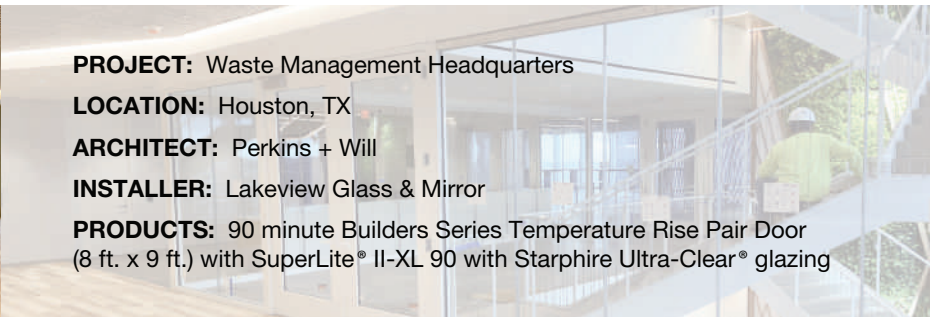 PROJECT: Waste Management Headquarters
LOCATION: Houston, TX
ARCHITECT: Perkins + Will
INSTALLER: Lakeview Glass & Mirror
PRODUCTS: 90 minute Builders Series Temperature Rise Pair Door
(8 ft. x 9 ft.) with SuperLite® II-XL 90 with Starphire Ultra-Clear® glazing